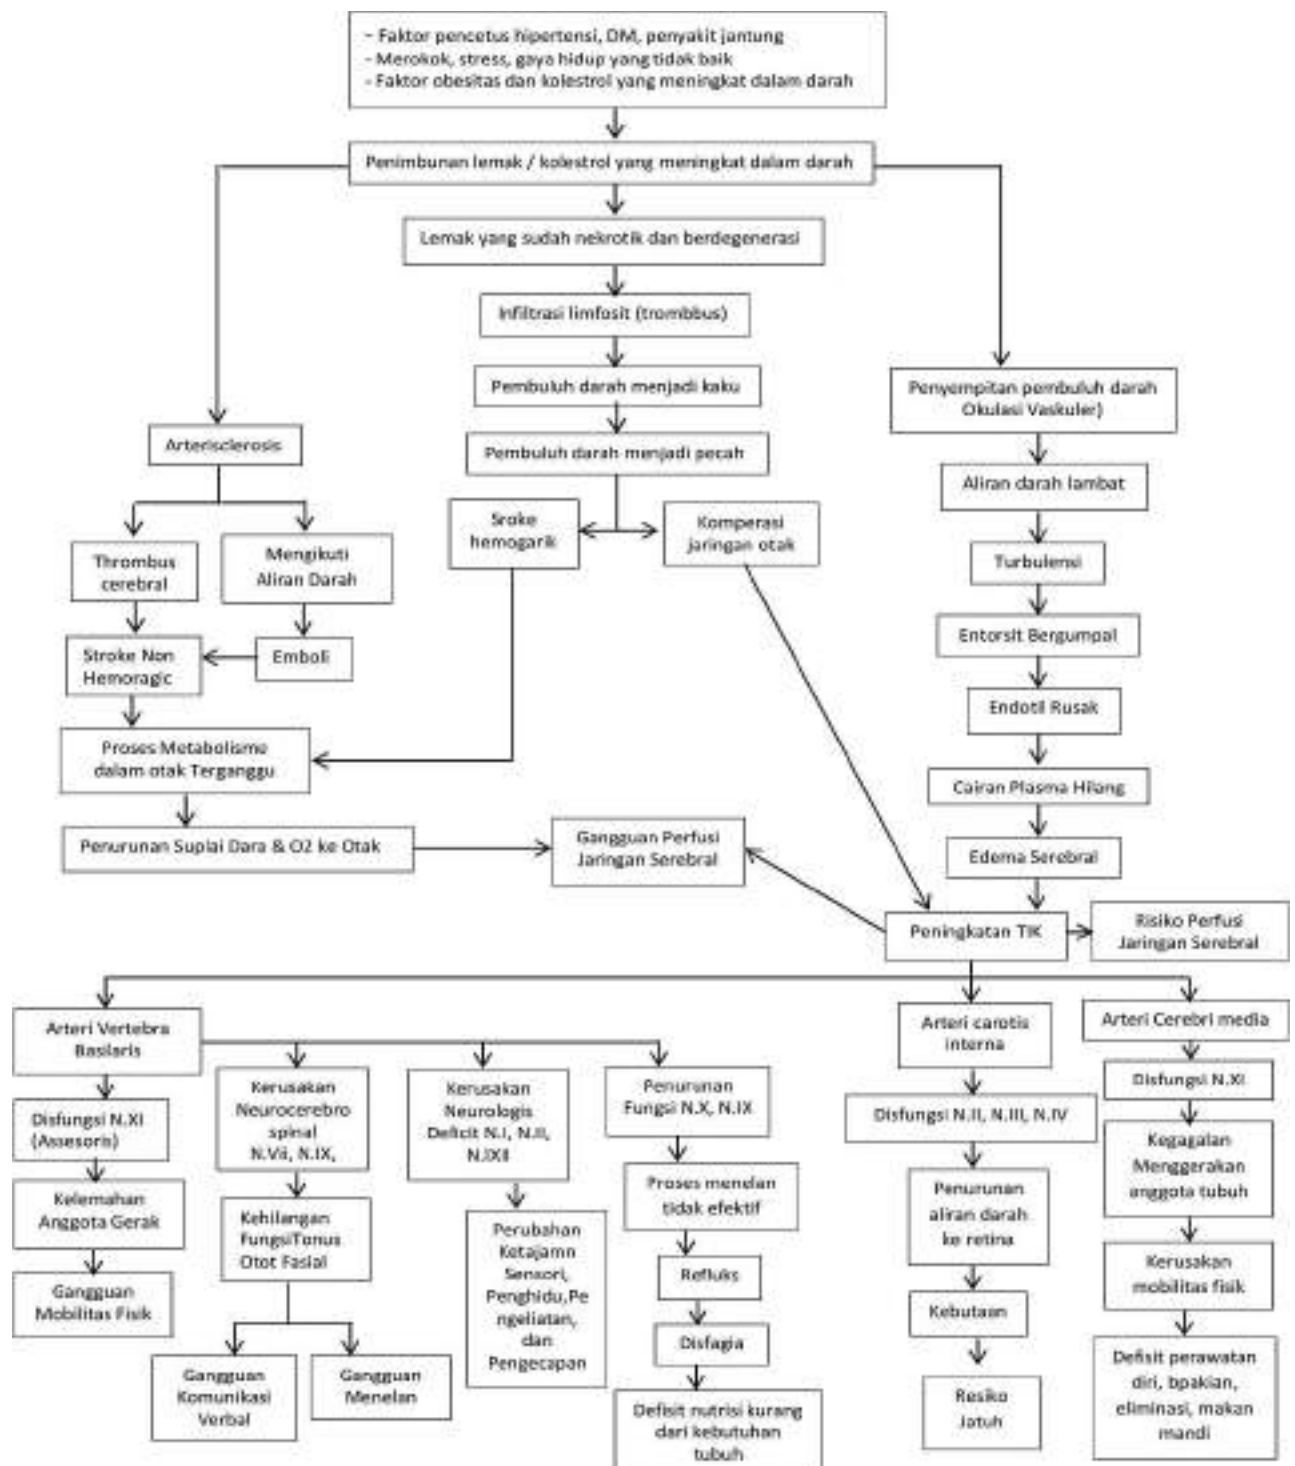 - Faktor pencetus hipertensi, DM, penyakit jantung
- Merokok, stress, gaya hidup yang tidak baik
- Faktor obesitas dan kolestrol yang meningkat dalam darah
Penimbunan lemak / kolestrol yang meningkat dalam darah
Lemak yang sudah nekrotik dan berdegenerasi
Infiltrasi limfosit (trombbus)
Pembuluh darah menjadi kaku
Penyempitan pembuluh darah
Okulasi Vaskuler)
Arterisclerosis
Pembuluh darah menjadi pecah
Aliran darah lambat
Sroke
hemogarik
Komperasi
jaringan otak
Thrombus
cerebral
Mengikuti
Aliran Darah
Turbulensi
Entorsit Bergumpal
Stroke Non
Hemoragic
Emboli
Endotil Rusak
Proses Metabolisme
dalam otak Terganggu
Cairan Plasma Hilang
Penurunan Suplai Dara & O2 ke Otak
Gangguan Perfusi
Jaringan Serebral
Edema Serebral
Peningkatan TIK
Risiko Perfusi
Jaringan Serebral
Arteri Vertebra
Basilaris
Arteri carotis
interna
Arteri Cerebri media
Kerusakan
Neurocerebro
spinal
N.Vii, N.IX,
Kerusakan
Neurologis
Deficit N.I, N.II,
N.IXII
Penurunan
Fungsi N.X, N.IX
Disfungsi N.XI
Disfungsi N.XI
(Assesoris)
Disfungsi N.II, N.III, N.IV
Kegagalan
Menggerakan
anggota tubuh
Kelemahan
Anggota Gerak
Kehilangan
FungsiTonus
Otot Fasial
Perubahan
Ketajamn
Sensori,
Penghidu,Pe
ngeliatan,
dan
Pengecapan
Proses menelan
tidak efektif
Penurunan
aliran darah
ke retina
Kerusakan
mobilitas fisik
Gangguan
Mobilitas Fisik
Refluks
Kebutaan
Disfagia
Gangguan
Komunikasi
Verbal
Gangguan
Menelan
Defisit nutrisi kurang
dari kebutuhan
tubuh
Resiko
Jatuh
Defisit perawatan
diri, bpakian,
eliminasi, makan
mandi